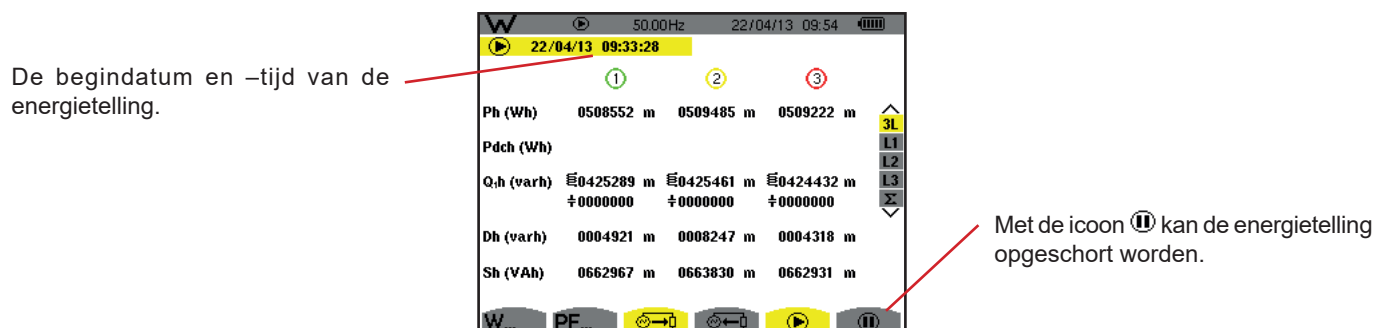 W 50.00Hz 22/04/13 09:54
22/04/13 09:33:28
De begindatum en –tijd van de
energietelling.
1 2 3
Ph (Wh) 0508552 m 0509485 m 0509222 m
3L
Pdch (Wh)
L1
L2
Q₁h (varh) 0425289 m 0425461 m 0424432 m
L3
÷0000000 ÷0000000 ÷0000000
Σ
Met de icoon kan de energietelling
opgeschort worden.
Dh (varh) 0004921 m 0008247 m 0004318 m
Sh (VAh) 0662967 m 0663830 m 0662931 m
W... PF...